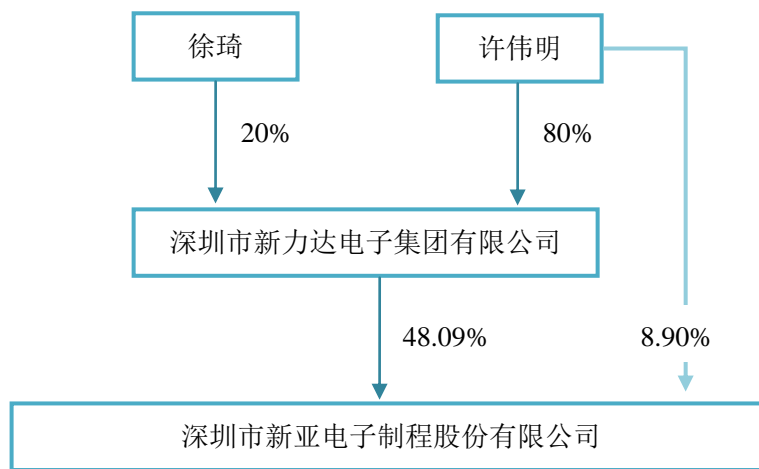 徐琦
许伟明
20%
80%
深圳市新力达电子集团有限公司
48.09%
8.90%
深圳市新亚电子制程股份有限公司